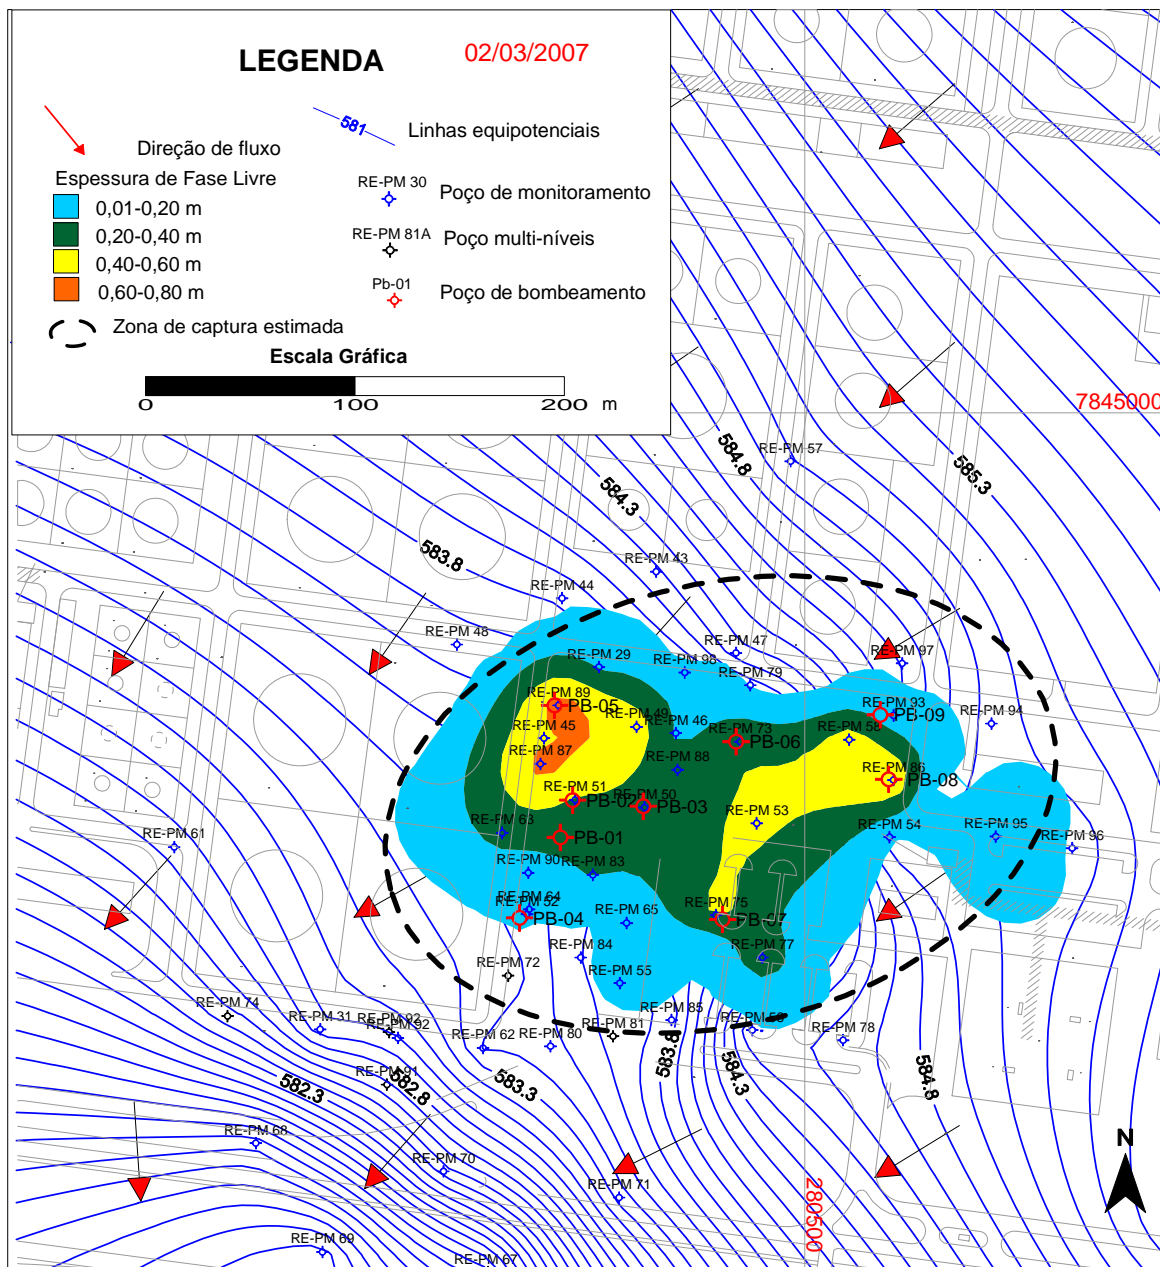 LEGENDA
02/03/2007
Direção de fluxo
581
Linhas equipotenciais
Espessura de Fase Livre
0,01-0,20 m
0,20-0,40 m
0,40-0,60 m
0,60-0,80 m
RE-PM 30
Poço de monitoramento
RE-PM 81A
Poço multi-níveis
Pb-01
Poço de bombeamento
Zona de captura estimada
Escala Gráfica
0 100 200 m
7845000
584.8
RE-PM 57
585.3
584.3
583.8
RE-PM 43
RE-PM 44
RE-PM 48
RE-PM 47
RE-PM 97
RE-PM 29
RE-PM 98
RE-PM 79
RE-PM 89
PB-05
RE-PM 93
PB-09
RE-PM 94
RE-PM 49
RE-PM 46
RE-PM 73
RE-PM 58
RE-PM 45
PB-06
RE-PM 87
RE-PM 88
RE-PM 86
PB-08
RE-PM 51
RE-PM 50
PB-02
PB-03
RE-PM 53
RE-PM 63
PB-01
RE-PM 54
RE-PM 95
RE-PM 96
RE-PM 61
RE-PM 90
RE-PM 83
RE-PM 64
RE-PM 52
PB-04
RE-PM 65
RE-PM 75
PB-07
RE-PM 84
RE-PM 77
RE-PM 72
RE-PM 55
RE-PM 74
RE-PM 31
RE-PM 92
RE-PM 62
RE-PM 80
RE-PM 81
RE-PM 85
RE-PM 78
RE-PM 91
582.3
582.8
583.3
583.8
584.3
584.8
RE-PM 68
RE-PM 70
RE-PM 71
N
280500
RE-PM 69
RE-PM 67